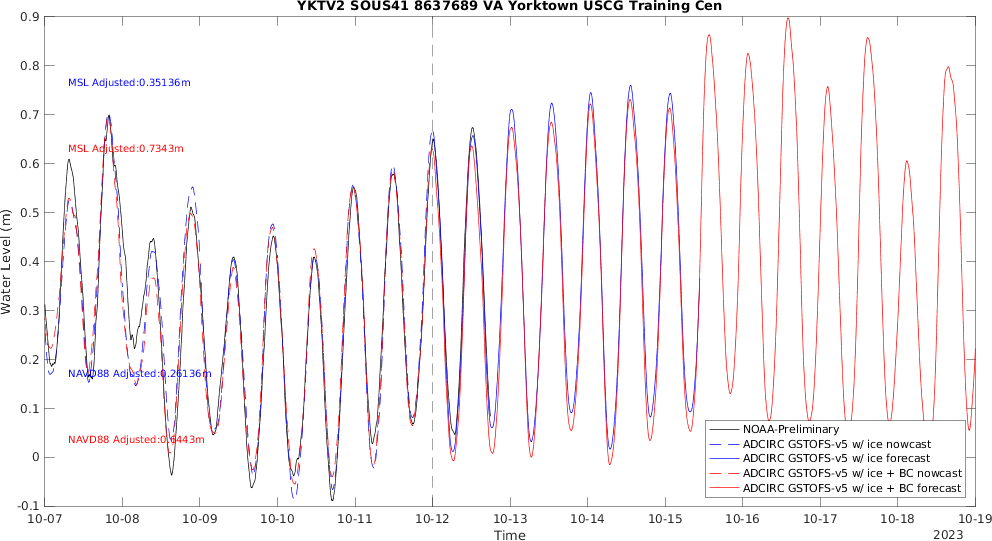 YKTV2 SOUS41 8637689 VA Yorktown USCG Training Cen
0.9
0.8
0.7
0.6
0.5
0.4
0.3
0.2
0.1
0
-0.1
Water Level (m)
MSL Adjusted:0.35136m
MSL Adjusted:0.7343m
NAVD88 Adjusted:0.26136m
NAVD88 Adjusted:0.6443m
NOAA-Preliminary
ADCIRC GSTOFS-v5 w/ ice nowcast
ADCIRC GSTOFS-v5 w/ ice forecast
ADCIRC GSTOFS-v5 w/ ice + BC nowcast
ADCIRC GSTOFS-v5 w/ ice + BC forecast
10-07 10-08 10-09 10-10 10-11 10-12 10-13 10-14 10-15 10-16 10-17 10-18 10-19
Time
2023